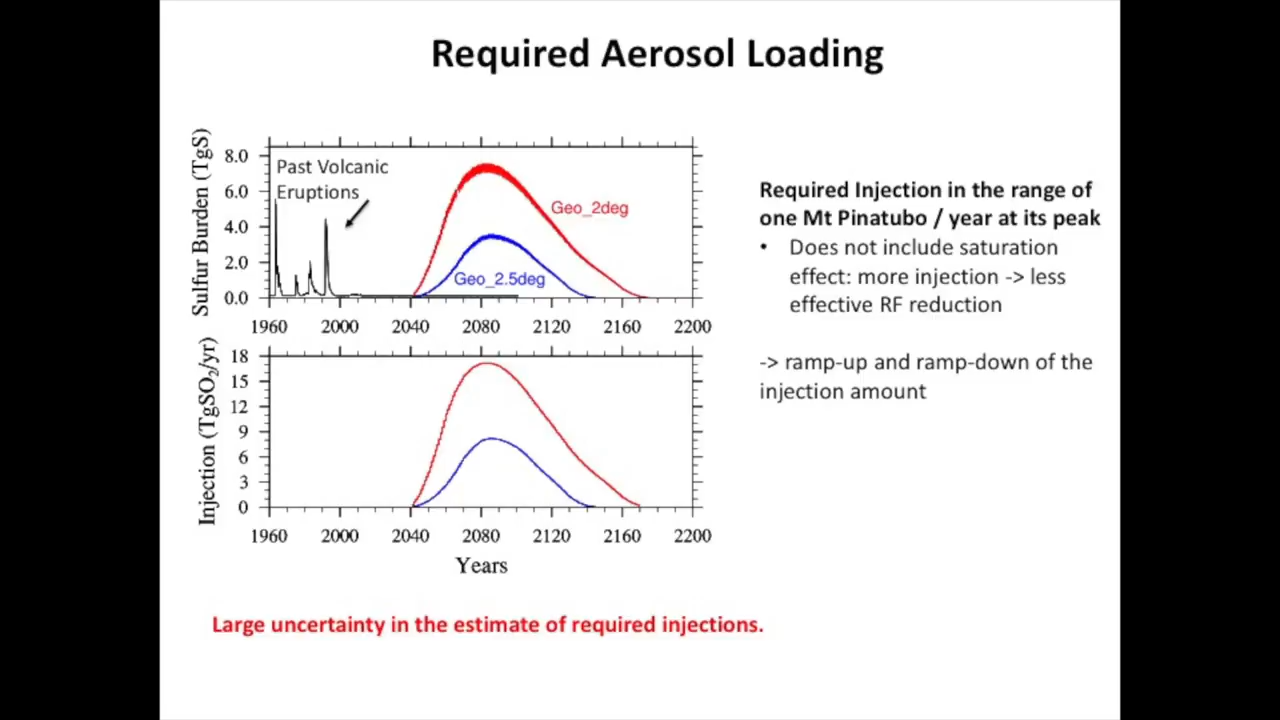 Required Aerosol Loading
Sulfur Burden (TgS)
8.0
6.0
4.0
2.0
0.0
Past Volcanic
Eruptions
Geo_2deg
Geo_2.5deg
1960 2000 2040 2080 2120 2160 2200
Injection (TgSO₂/yr)
18
15
12
9
6
3
0
1960 2000 2040 2080 2120 2160 2200
Years
Required Injection in the range of
one Mt Pinatubo / year at its peak
• Does not include saturation
effect: more injection -> less
effective RF reduction
-> ramp-up and ramp-down of the
injection amount
Large uncertainty in the estimate of required injections.